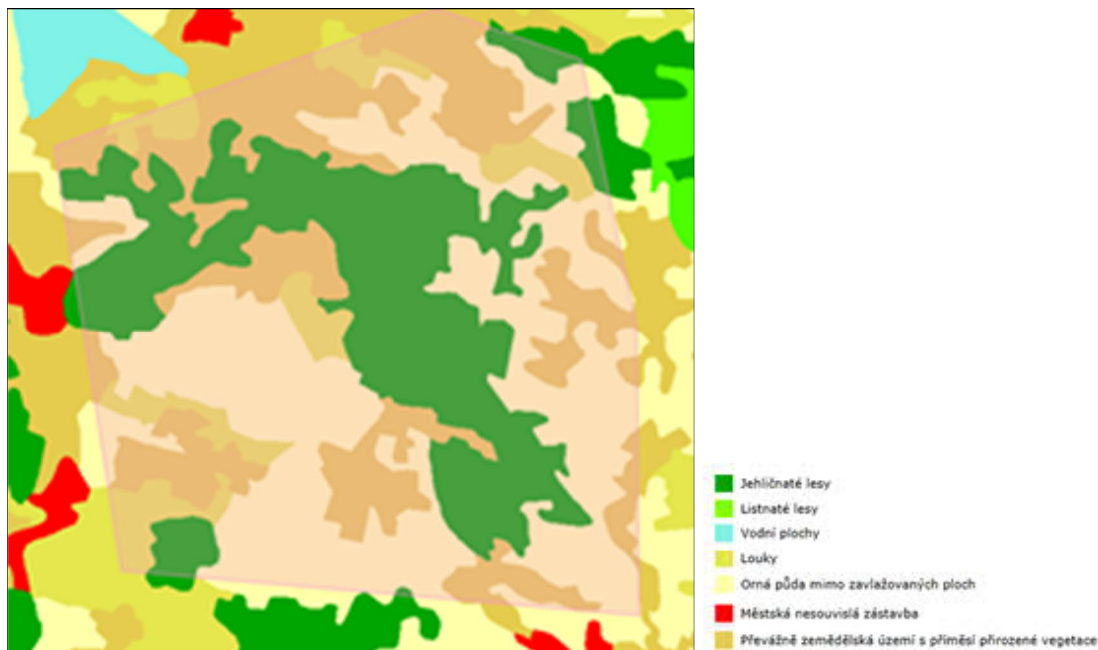 Jehličnaté lesy
Listnaté lesy
Vodní plochy
Louky
Orná půda mimo zavlažovaných ploch
Městská nesouvislá zástavba
Převážně zemědělská území s příměsí přirozené vegetace